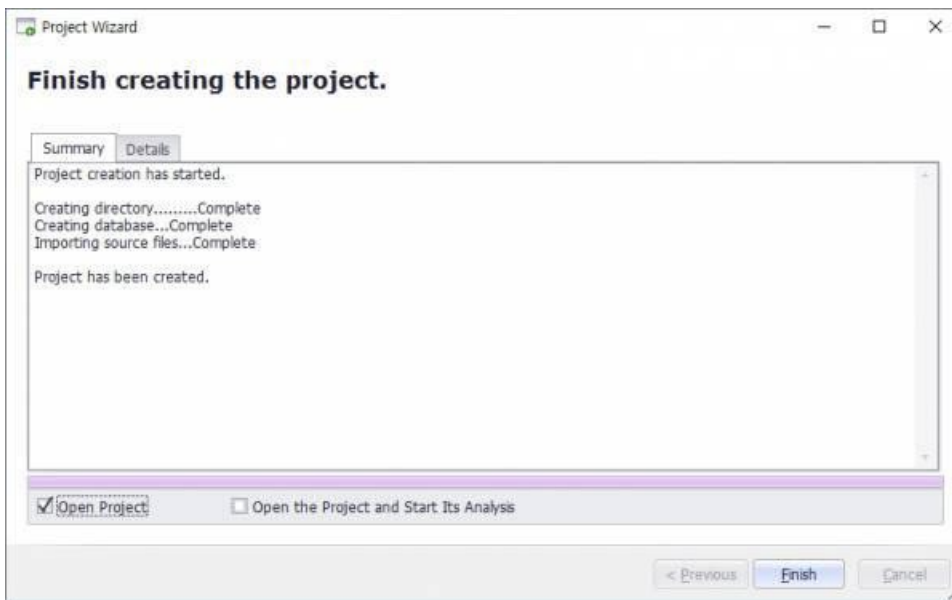 Project Wizard
Finish creating the project.
Summary Details
Project creation has started.
Creating directory.........Complete
Creating database...Complete
Importing source files...Complete
Project has been created.
Open Project Open the Project and Start Its Analysis
< Previous Finish Cancel